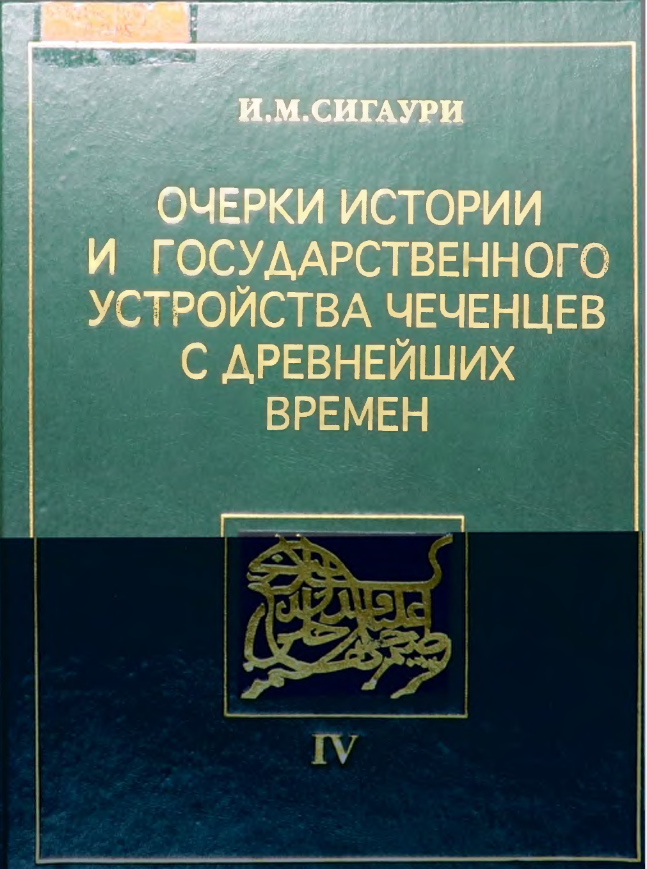 И.М.СИГАУРИ
ОЧЕРКИ ИСТОРИИ
И ГОСУДАРСТВЕННОГО
УСТРОЙСТВА ЧЕЧЕНЦЕВ
С ДРЕВНЕЙШИХ
ВРЕМЕН
IV